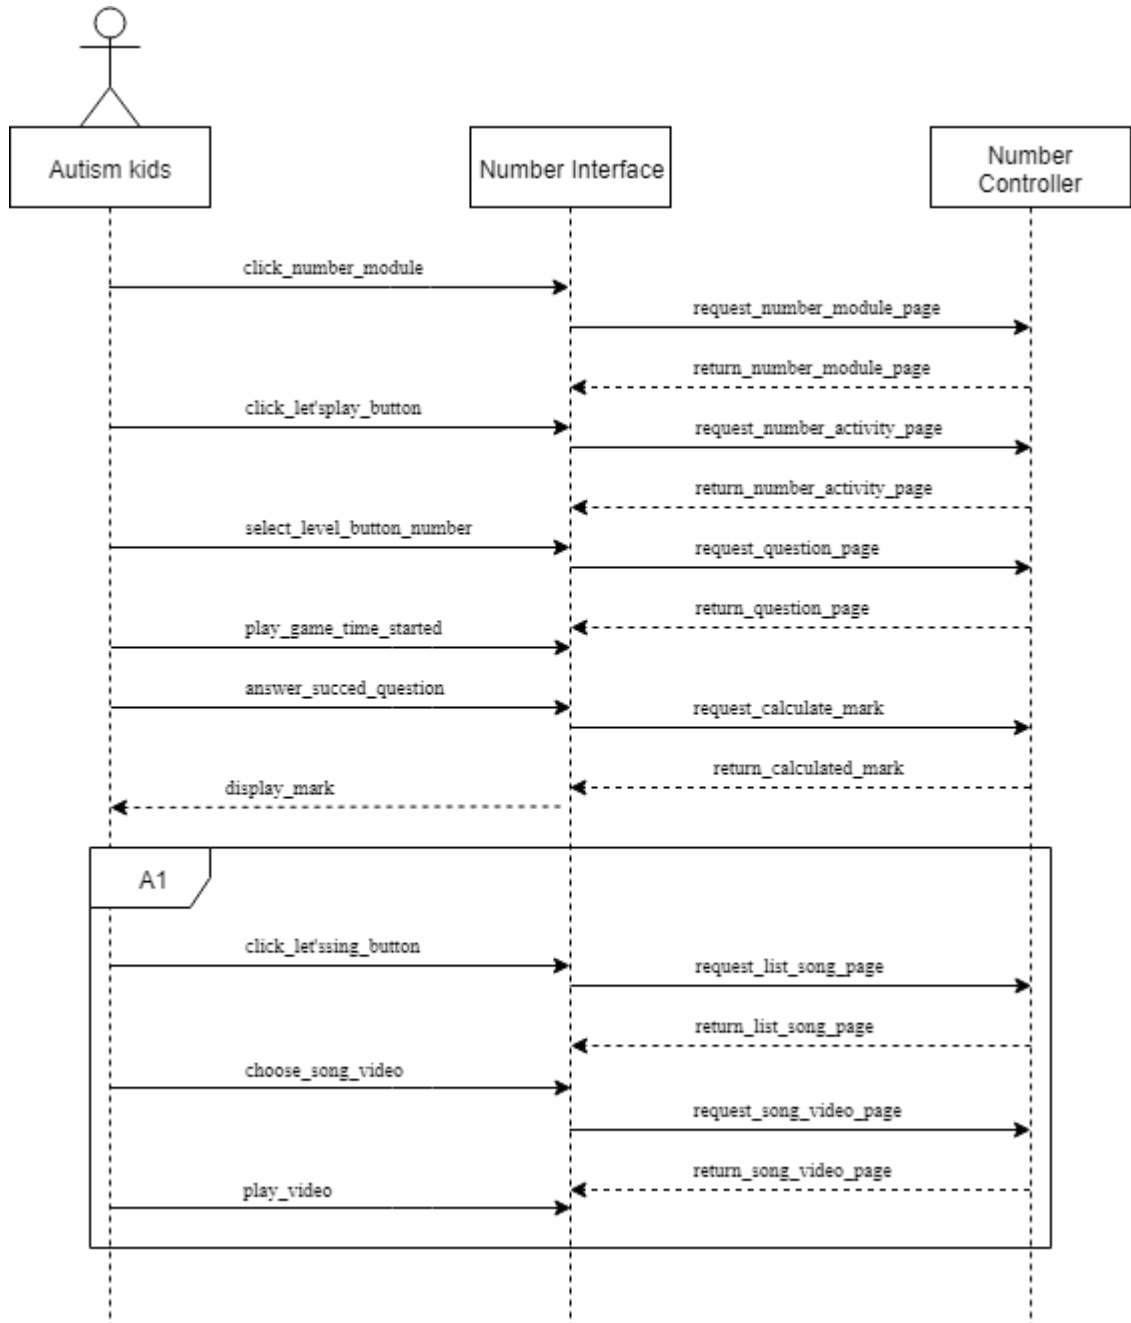 Autism kids
Number Interface
Number
Controller
click_number_module
request_number_module_page
return_number_module_page
click_let'splay_button
request_number_activity_page
return_number_activity_page
select_level_button_number
request_question_page
return_question_page
play_game_time_started
answer_succed_question
request_calculate_mark
return_calculated_mark
display_mark
A1
click_let'ssing_button
request_list_song_page
return_list_song_page
choose_song_video
request_song_video_page
return_song_video_page
play_video